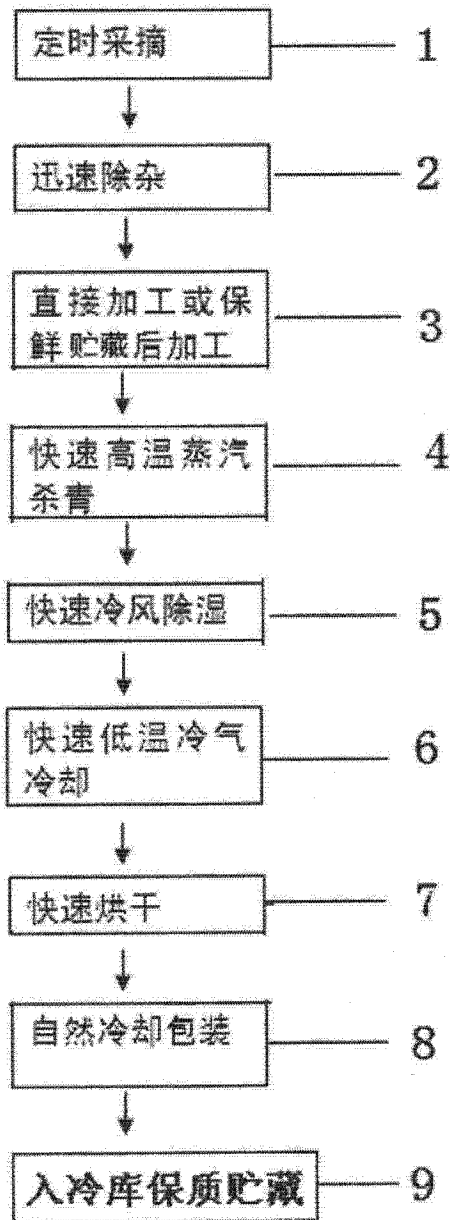 定时采摘
1
迅速除杂
2
直接加工或保
鲜贮藏后加工
3
快速高温蒸汽
杀青
4
快速冷风除湿
5
快速低温冷气
冷却
6
快速烘干
7
自然冷却包装
8
入冷库保质贮藏
9